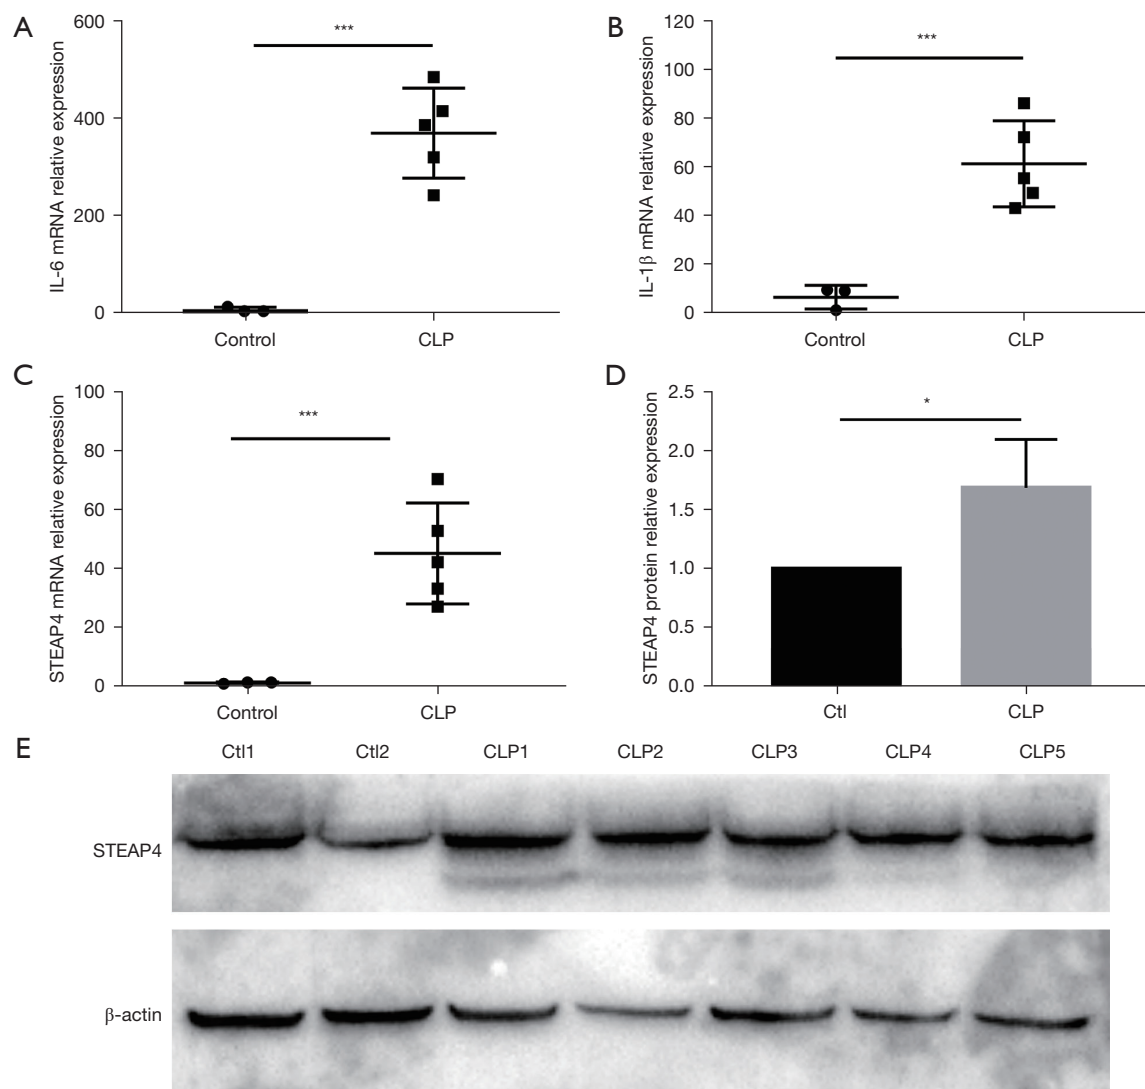 A
IL-6 mRNA relative expression
600
400
200
0
***
Control
CLP
B
IL-1β mRNA relative expression
120
100
80
60
40
20
0
***
Control
CLP
C
STEAP4 mRNA relative expression
100
80
60
40
20
0
***
Control
CLP
D
STEAP4 protein relative expression
2.5
2.0
1.5
1.0
0.5
0.0
*
Ctl
CLP
E
Ctl1 Ctl2 CLP1 CLP2 CLP3 CLP4 CLP5
STEAP4
β-actin